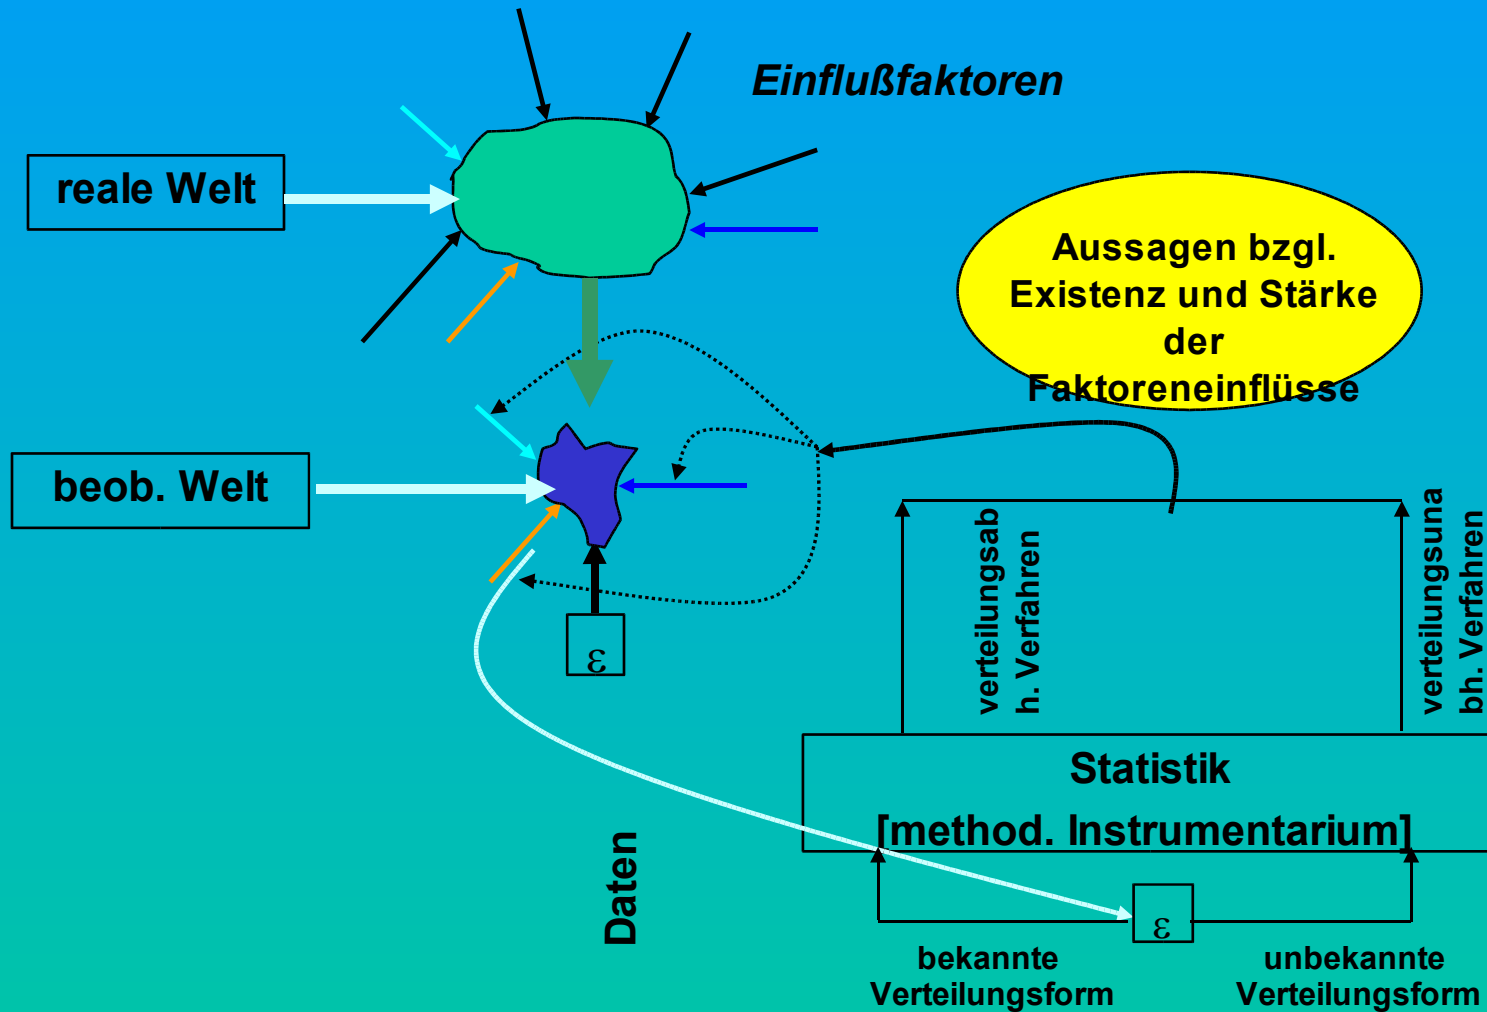 Einflußfaktoren
reale Welt
Aussagen bzgl.
Existenz und Stärke
der
Faktoreneinflüsse
beob. Welt
ε
verteilungsab
h. Verfahren
verteilungsuna
bh. Verfahren
Statistik
[method. Instrumentarium]
Daten
ε
bekannte
Verteilungsform
unbekannte
Verteilungsform